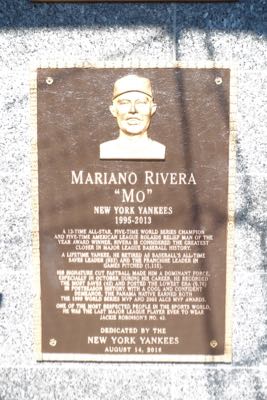 MARIANO RIVERA
"MO"
NEW YORK YANKEES
1995-2013
A 13-TIME ALL-STAR, FIVE-TIME WORLD SERIES CHAMPION
AND FIVE-TIME AMERICAN LEAGUE ROLAIDS RELIEF MAN OF THE
YEAR AWARD WINNER, RIVERA IS CONSIDERED THE GREATEST
CLOSER IN MAJOR LEAGUE BASEBALL HISTORY.
A LIFETIME YANKEE, HE RETIRED AS BASEBALL'S ALL-TIME
SAVES LEADER (652) AND THE FRANCHISE LEADER IN
GAMES PITCHED (1,115).
HIS SIGNATURE CUT FASTBALL MADE HIM A DOMINANT FORCE,
ESPECIALLY IN OCTOBER. DURING HIS CAREER, HE RECORDED
THE MOST SAVES (42) AND POSTED THE LOWEST ERA (0.70)
IN POSTSEASON HISTORY. WITH A COOL AND CONFIDENT
DEMEANOR, THE PANAMA NATIVE EARNED BOTH
THE 1999 WORLD SERIES MVP AND 2003 ALCS MVP AWARDS.
ONE OF THE MOST RESPECTED PEOPLE IN THE SPORTS WORLD,
HE WAS THE LAST MAJOR LEAGUE PLAYER EVER TO WEAR
JACKIE ROBINSON'S NO. 42.
DEDICATED BY THE
NEW YORK YANKEES
AUGUST 14, 2016